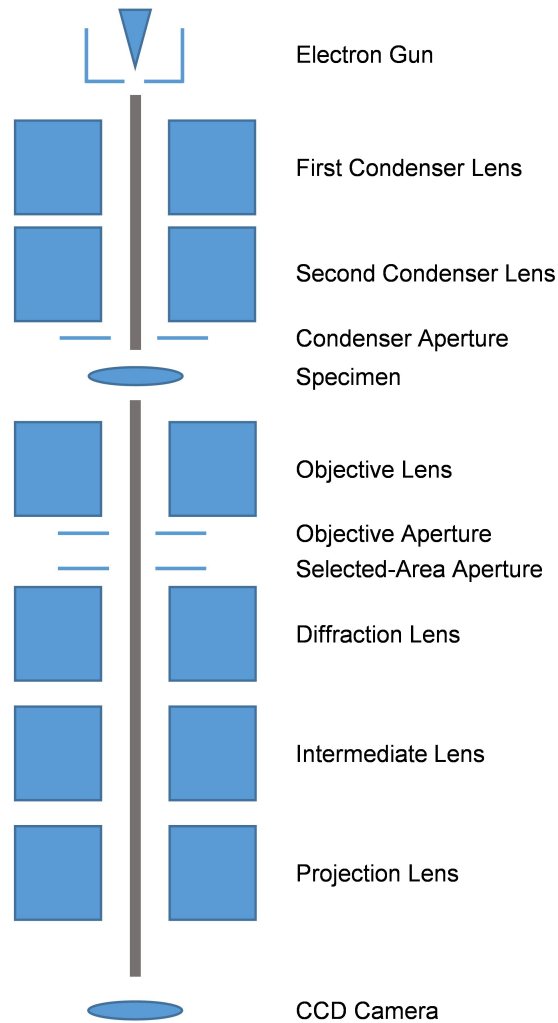 Electron Gun
First Condenser Lens
Second Condenser Lens
Condenser Aperture
Specimen
Objective Lens
Objective Aperture
Selected-Area Aperture
Diffraction Lens
Intermediate Lens
Projection Lens
CCD Camera